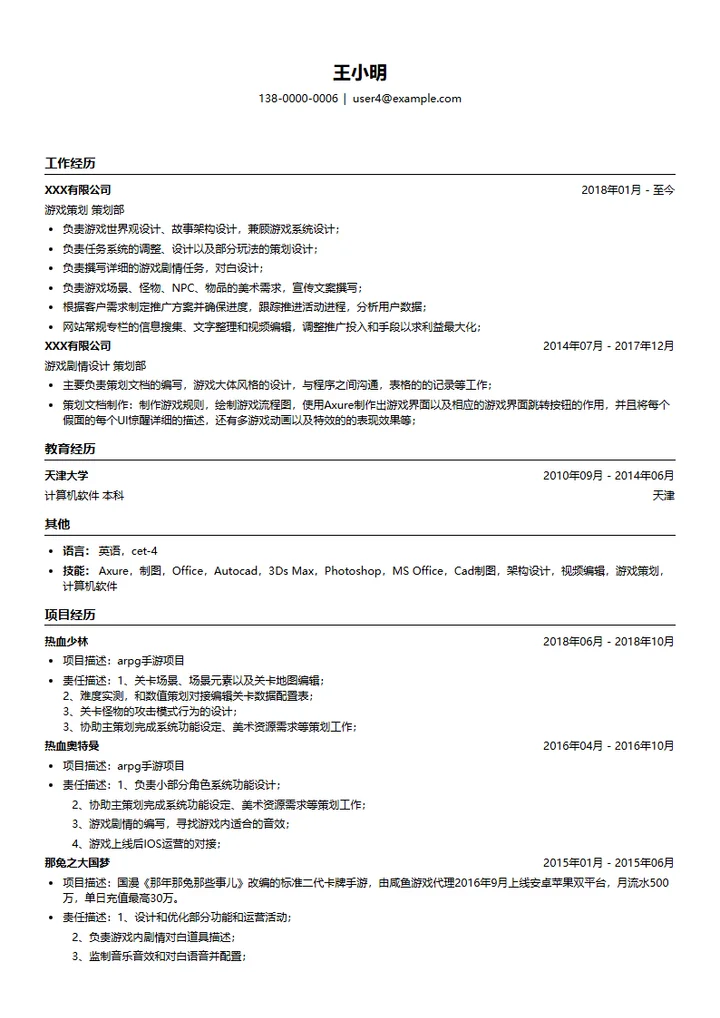 王小明
138-0000-0006 | user4@example.com
工作经历
XXX有限公司 2018年01月 - 至今
游戏策划 策划部
• 负责游戏世界观设计、故事架构设计，兼顾游戏系统设计；
• 负责任务系统的调整、设计以及部分玩法的策划设计；
• 负责撰写详细的游戏剧情任务，对白设计；
• 负责游戏场景、怪物、NPC、物品的美术需求，宣传文案撰写；
• 根据客户需求制定推广方案并确保进度，跟踪推进活动进程，分析用户数据；
• 网站常规专栏的信息搜集、文字整理和视频编辑，调整推广投入和手段以求利益最大化；
XXX有限公司 2014年07月 - 2017年12月
游戏剧情设计 策划部
• 主要负责策划文档的编写，游戏大体风格的设计，与程序之间沟通，表格的的记录等工作；
• 策划文档制作：制作游戏规则，绘制游戏流程图，使用Axure制作出游戏界面以及相应的游戏界面跳转按钮的作用，并且将每个
假面的每个UI惊醒详细的描述，还有多游戏动画以及特效的的表现效果等；
教育经历
天津大学 2010年09月 - 2014年06月
计算机软件 本科 天津
其他
• 语言： 英语，cet-4
• 技能： Axure，制图，Office，Autocad，3Ds Max，Photoshop，MS Office，Cad制图，架构设计，视频编辑，游戏策划，
计算机软件
项目经历
热血少林 2018年06月 - 2018年10月
• 项目描述：arpg手游项目
• 责任描述：1、关卡场景、场景元素以及关卡地图编辑；
2、难度实测，和数值策划对接编辑关卡数据配置表；
3、关卡怪物的攻击模式行为的设计；
3、协助主策划完成系统功能设定、美术资源需求等策划工作；
热血奥特曼 2016年04月 - 2016年10月
• 项目描述：arpg手游项目
• 责任描述：1、负责小部分角色系统功能设计；
2、协助主策划完成系统功能设定、美术资源需求等策划工作；
3、游戏剧情的编写，寻找游戏内适合的音效；
4、游戏上线后IOS运营的对接；
那兔之大国梦 2015年01月 - 2015年06月
• 项目描述：国漫《那年那兔那些事儿》改编的标准二代卡牌手游，由咸鱼游戏代理2016年9月上线安卓苹果双平台，月流水500
万，单日充值最高30万。
• 责任描述：1、设计和优化部分功能和运营活动；
2、负责游戏内剧情对白道具描述；
3、监制音乐音效和对白语音并配置；